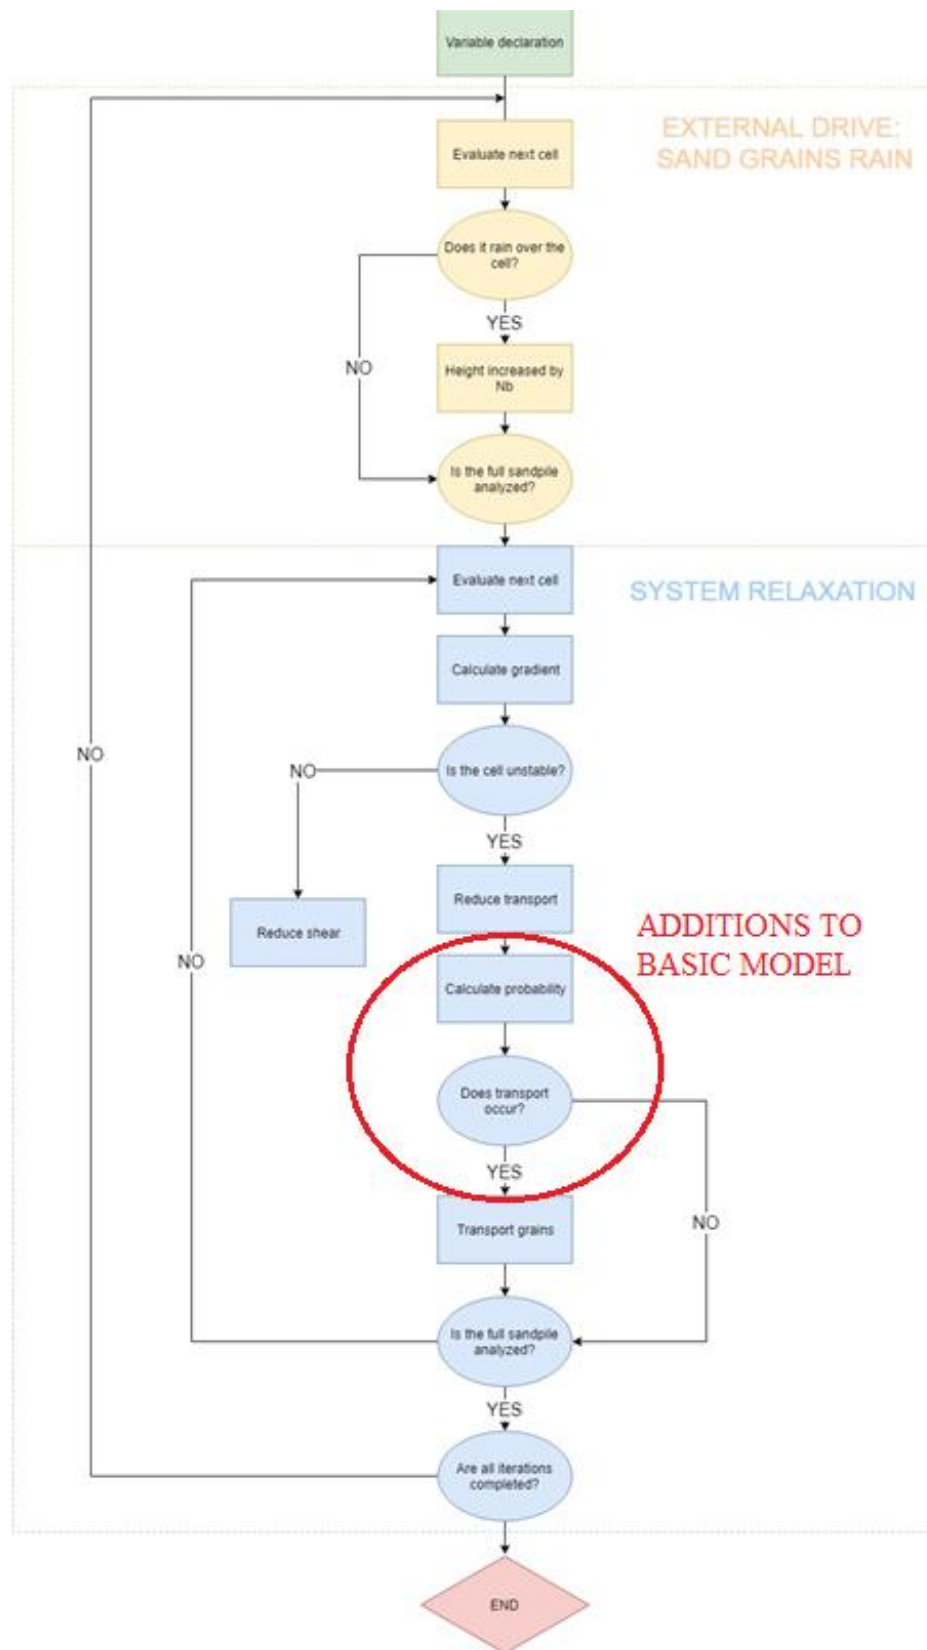 Variable declaration
EXTERNAL DRIVE:
SAND GRAINS RAIN
Evaluate next cell
Does it rain over the
cell?
YES
NO
Height increased by
Nb
Is the full sandpile
analyzed?
Evaluate next cell
SYSTEM RELAXATION
Calculate gradient
NO
Is the cell unstable?
NO
YES
Reduce transport
Reduce shear
ADDITIONS TO
BASIC MODEL
NO
Calculate probability
Does transport
occur?
YES
NO
Transport grains
Is the full sandpile
analyzed?
YES
Are all iterations
completed?
END